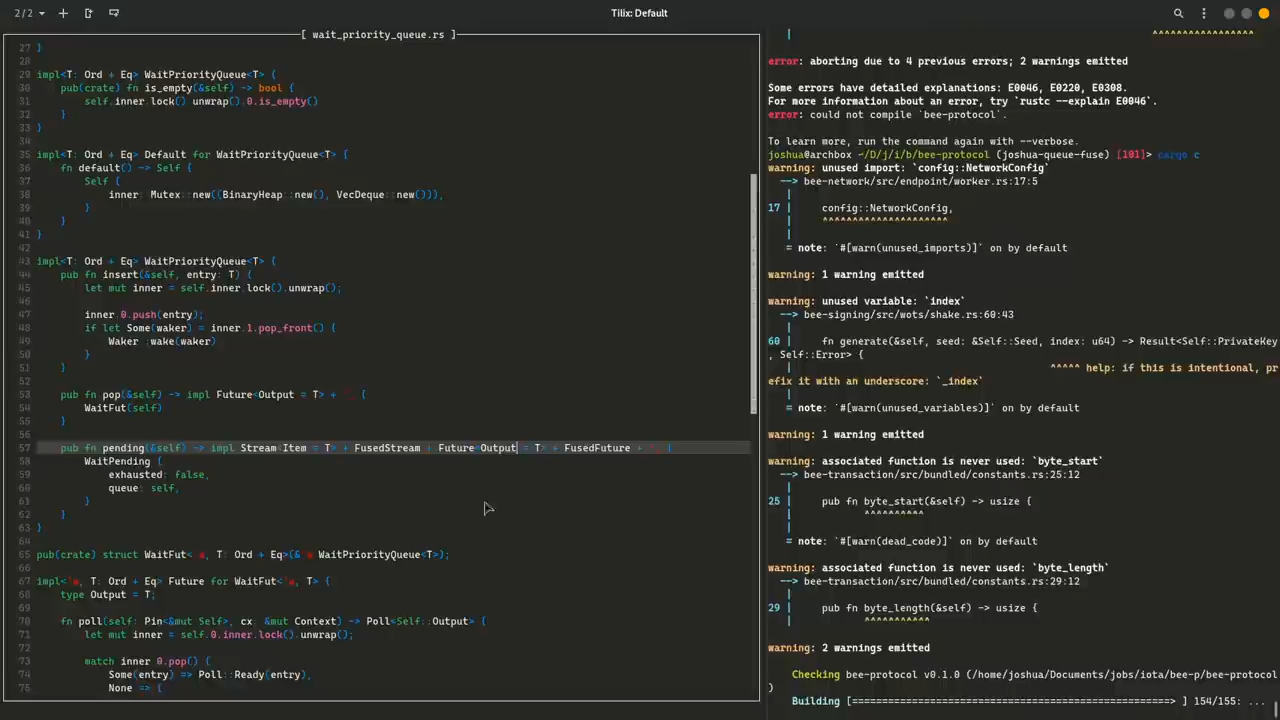 2/2
Tilix: Default
[ wait_priority_queue.rs ]
27 }
28
29 impl<T: Ord + Eq> WaitPriorityQueue<T> {
30     pub(crate) fn is_empty(&self) -> bool {
31         self.inner.lock().unwrap().0.is_empty()
32     }
33 }
34
35 impl<T: Ord + Eq> Default for WaitPriorityQueue<T> {
36     fn default() -> Self {
37         Self {
38             inner: Mutex::new((BinaryHeap::new(), VecDeque::new())),
39         }
40     }
41 }
42
43 impl<T: Ord + Eq> WaitPriorityQueue<T> {
44     pub fn insert(&self, entry: T) {
45         let mut inner = self.inner.lock().unwrap();
46
47         inner.0.push(entry);
48         if let Some(waker) = inner.1.pop_front() {
49             Waker::wake(waker)
50         }
51     }
52
53     pub fn pop(&self) -> impl Future<Output = T> + '_ {
54         WaitFut(self)
55     }
56
57     pub fn pending(&self) -> impl Stream<Item = T> + FusedStream + Future<Output = T> + FusedFuture + '_ {
58         WaitPending {
59             exhausted: false,
60             queue: self,
61         }
62     }
63 }
64
65 pub(crate) struct WaitFut<'a, T: Ord + Eq>(&'a WaitPriorityQueue<T>);
66
67 impl<'a, T: Ord + Eq> Future for WaitFut<'a, T> {
68     type Output = T;
69
70     fn poll(self: Pin<&mut Self>, cx: &mut Context) -> Poll<Self::Output> {
71         let mut inner = self.0.inner.lock().unwrap();
72
73         match inner.0.pop() {
74             Some(entry) => Poll::Ready(entry),
75             None => {
|                                                              ^^^^^^^^^^^^^^^^^
error: aborting due to 4 previous errors; 2 warnings emitted
Some errors have detailed explanations: E0046, E0220, E0308.
For more information about an error, try `rustc --explain E0046`.
error: could not compile `bee-protocol`.
To learn more, run the command again with --verbose.
joshua@archbox ~/D/j/i/b/bee-protocol (joshua-queue-fuse) [101]> cargo c
warning: unused import: `config::NetworkConfig`
--> bee-network/src/endpoint/worker.rs:17:5
|
17 |     config::NetworkConfig,
|     ^^^^^^^^^^^^^^^^^^^^^
|
= note: `#[warn(unused_imports)]` on by default
warning: 1 warning emitted
warning: unused variable: `index`
--> bee-signing/src/wots/shake.rs:60:43
|
60 |     fn generate(&self, seed: &Self::Seed, index: u64) -> Result<Self::PrivateKey
, Self::Error> {
|                                           ^^^^^ help: if this is intentional, pr
efix it with an underscore: `_index`
|
= note: `#[warn(unused_variables)]` on by default
warning: 1 warning emitted
warning: associated function is never used: `byte_start`
--> bee-transaction/src/bundled/constants.rs:25:12
|
25 |     pub fn byte_start(&self) -> usize {
|            ^^^^^^^^^^
|
= note: `#[warn(dead_code)]` on by default
warning: associated function is never used: `byte_length`
--> bee-transaction/src/bundled/constants.rs:29:12
|
29 |     pub fn byte_length(&self) -> usize {
|            ^^^^^^^^^^^
warning: 2 warnings emitted
Checking bee-protocol v0.1.0 (/home/joshua/Documents/jobs/iota/bee-p/bee-protocol
)
Building [=====================================================> ] 154/155: ...